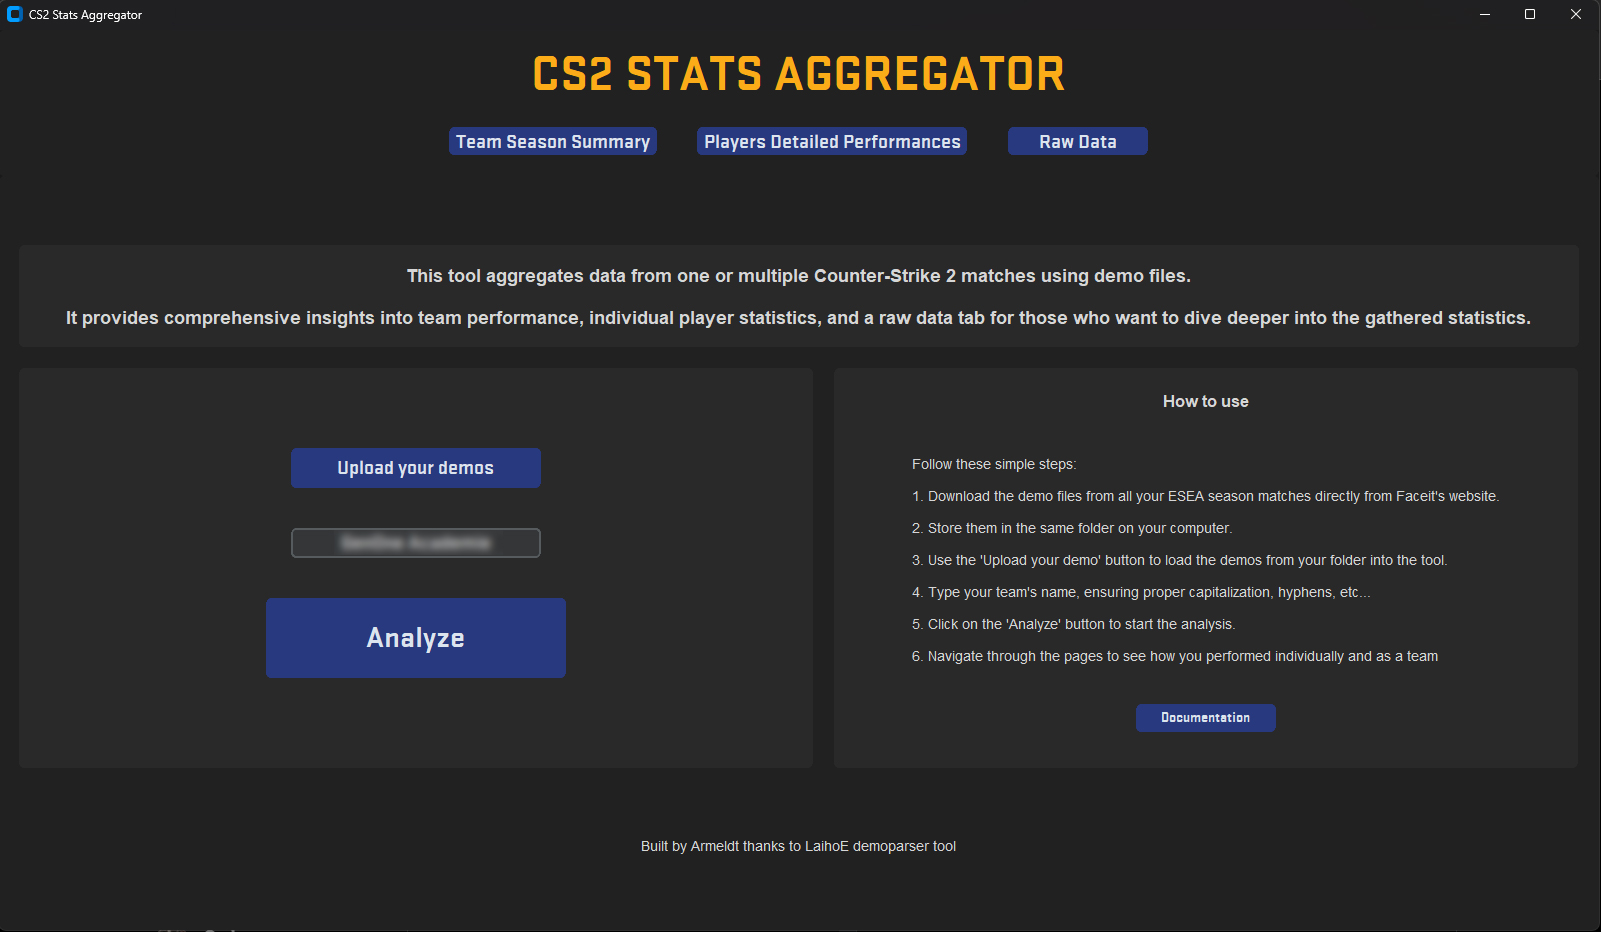 CS2 Stats Aggregator
CS2 STATS AGGREGATOR
Team Season Summary
Players Detailed Performances
Raw Data
This tool aggregates data from one or multiple Counter-Strike 2 matches using demo files.
It provides comprehensive insights into team performance, individual player statistics, and a raw data tab for those who want to dive deeper into the gathered statistics.
Upload your demos
Analyze
How to use
Follow these simple steps:
1. Download the demo files from all your ESEA season matches directly from Faceit's website.
2. Store them in the same folder on your computer.
3. Use the 'Upload your demo' button to load the demos from your folder into the tool.
4. Type your team's name, ensuring proper capitalization, hyphens, etc...
5. Click on the 'Analyze' button to start the analysis.
6. Navigate through the pages to see how you performed individually and as a team
Documentation
Built by Armeldt thanks to LaihoE demoparser tool